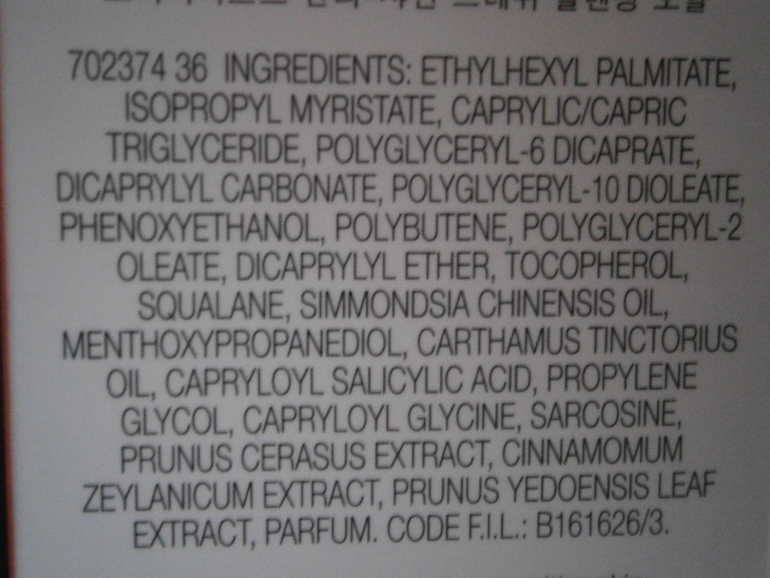 702374 36 INGREDIENTS: ETHYLHEXYL PALMITATE,
ISOPROPYL MYRISTATE, CAPRYLIC/CAPRIC
TRIGLYCERIDE, POLYGLYCERYL-6 DICAPRATE,
DICAPRYLYL CARBONATE, POLYGLYCERYL-10 DIOLEATE,
PHENOXYETHANOL, POLYBUTENE, POLYGLYCERYL-2
OLEATE, DICAPRYLYL ETHER, TOCOPHEROL,
SQUALANE, SIMMONDSIA CHINENSIS OIL,
MENTHOXYPROPANEDIOL, CARTHAMUS TINCTORIUS
OIL, CAPRYLOYL SALICYLIC ACID, PROPYLENE
GLYCOL, CAPRYLOYL GLYCINE, SARCOSINE,
PRUNUS CERASUS EXTRACT, CINNAMOMUM
ZEYLANICUM EXTRACT, PRUNUS YEDOENSIS LEAF
EXTRACT, PARFUM. CODE F.I.L.: B161626/3.